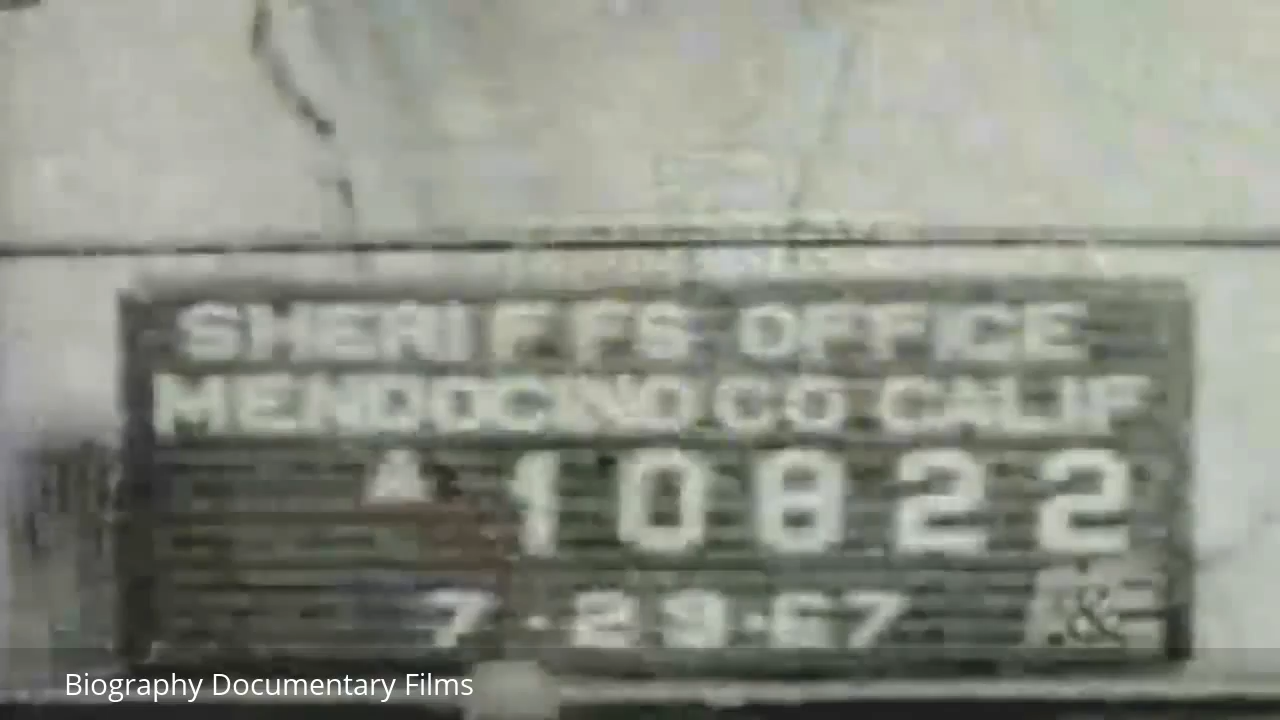 SHERIFFS OFFICE
MENDOCINO CO CALIF
A 10822
7·29·67
Biography Documentary Films